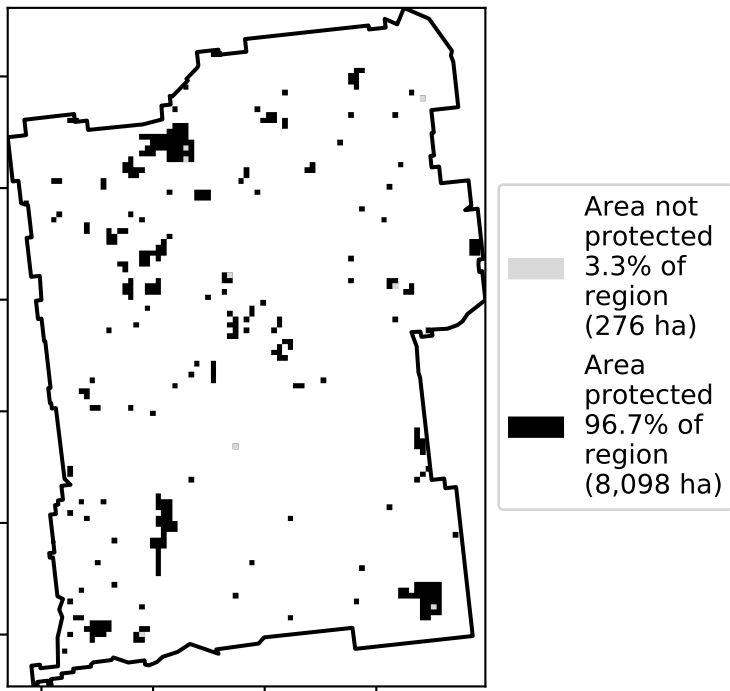 Area not
protected
3.3% of
region
(276 ha)
Area
protected
96.7% of
region
(8,098 ha)